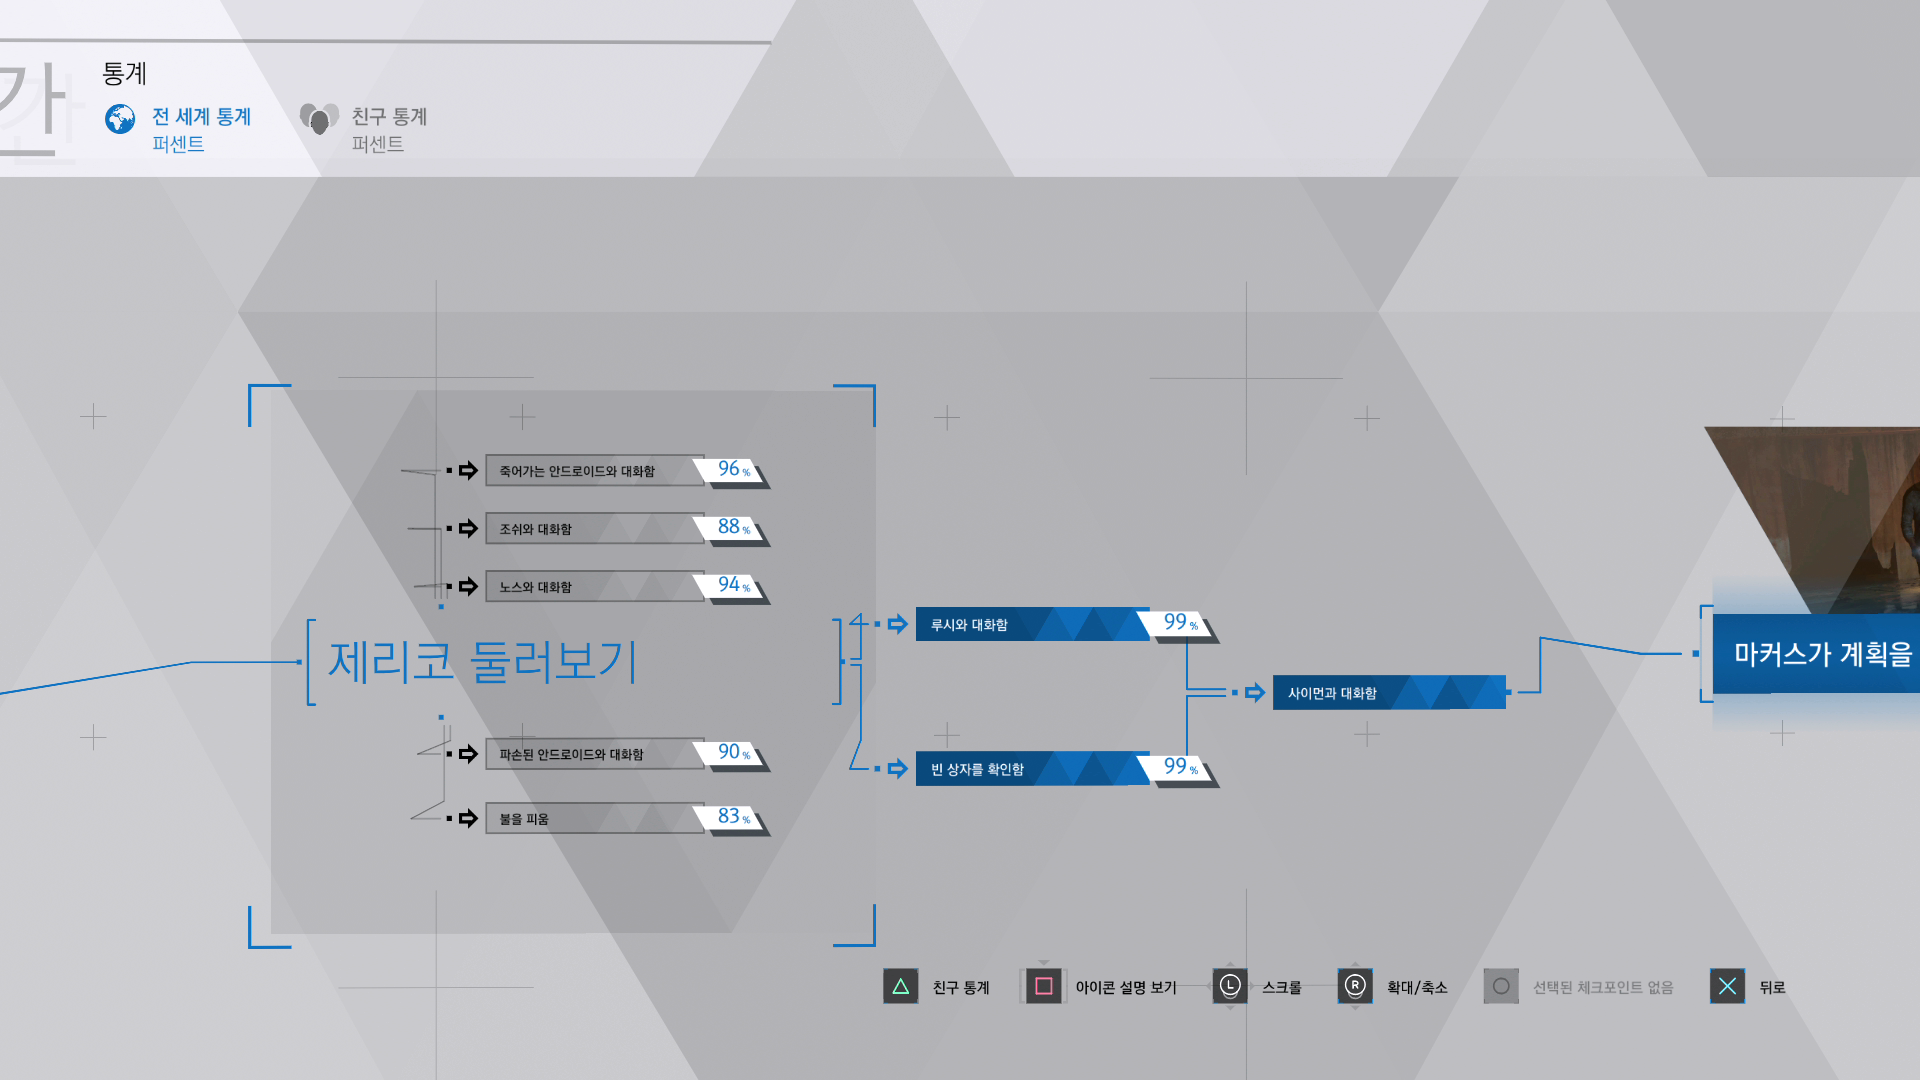 간
통계
전 세계 통계
퍼센트
친구 통계
퍼센트
죽어가는 안드로이드와 대화함 96%
조쉬와 대화함 88%
노스와 대화함 94%
제리코 둘러보기
파손된 안드로이드와 대화함 90%
불을 피움 83%
루시와 대화함 99%
빈 상자를 확인함 99%
사이먼과 대화함
마커스가 계획을
친구 통계
아이콘 설명 보기
L 스크롤
R 확대/축소
선택된 체크포인트 없음
뒤로